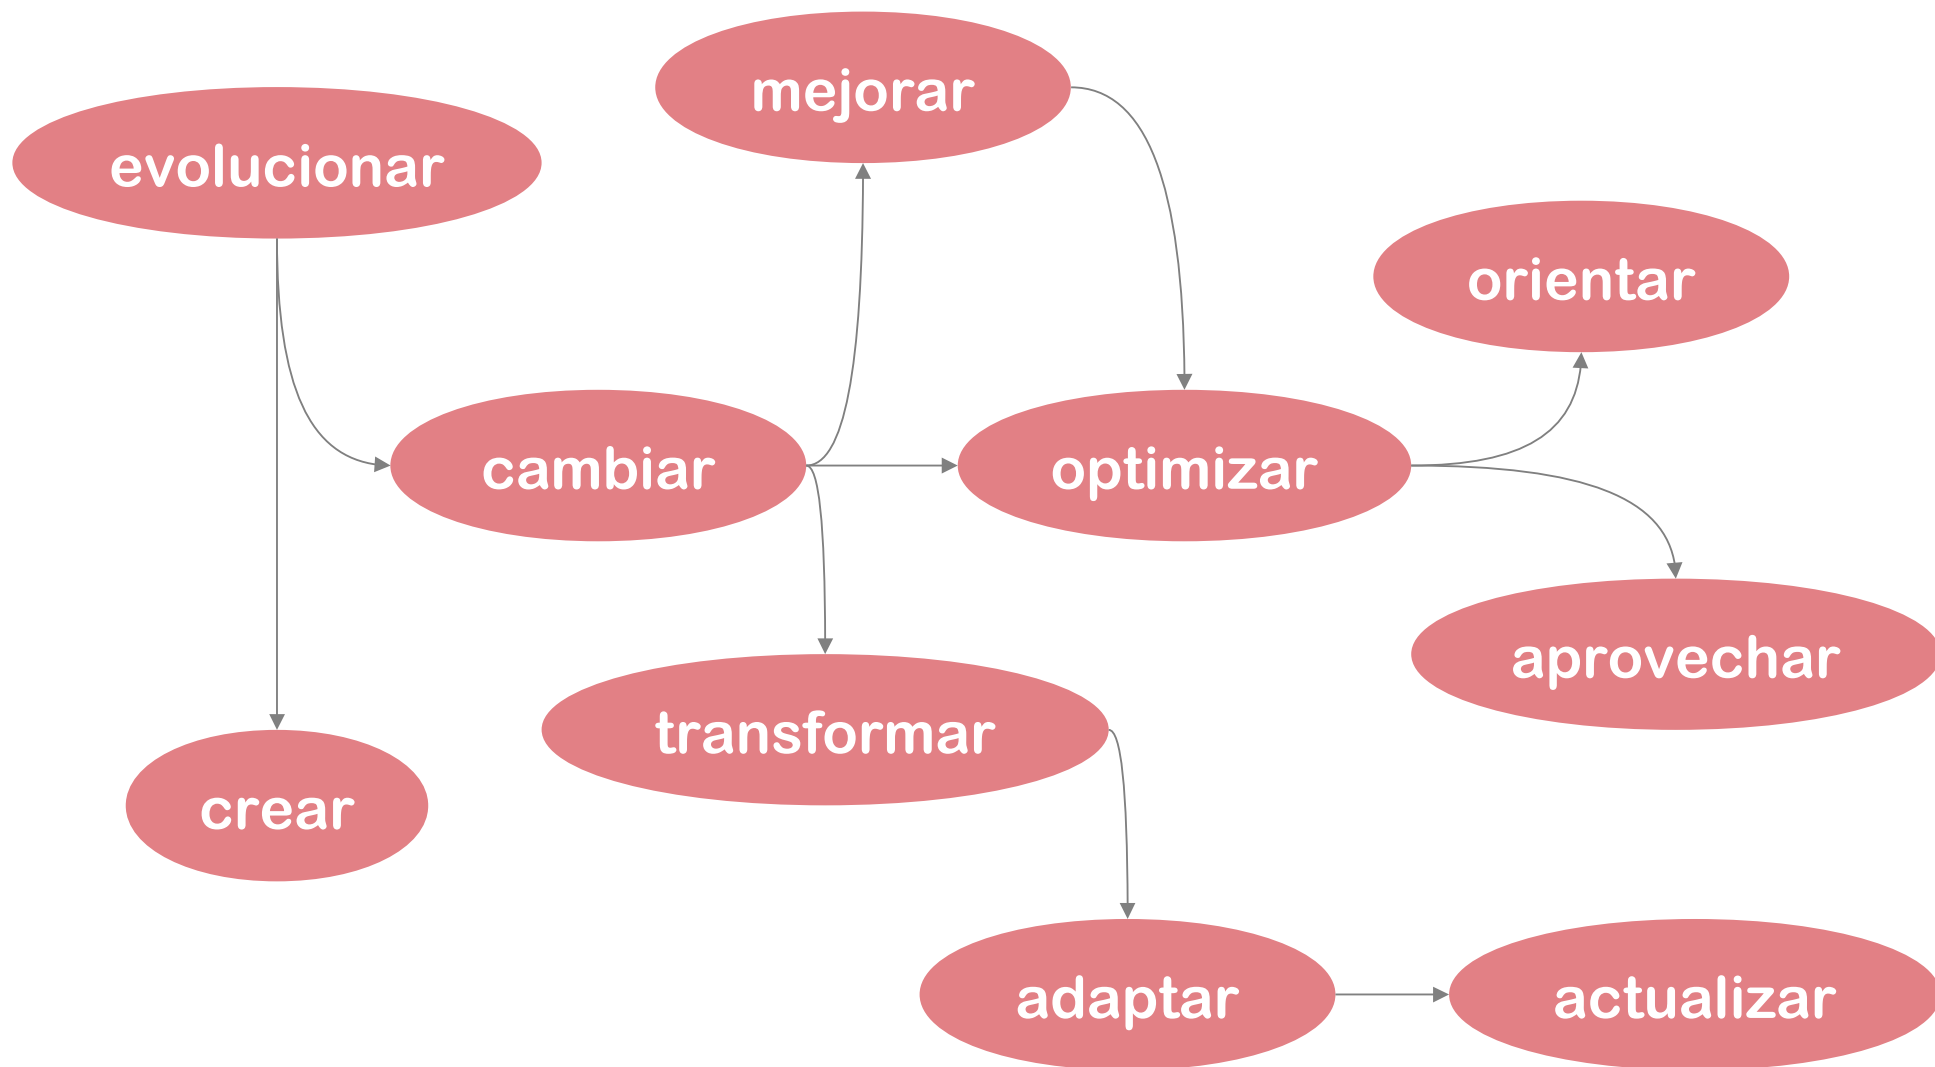 mejorar
evolucionar
orientar
cambiar
optimizar
aprovechar
transformar
crear
adaptar
actualizar